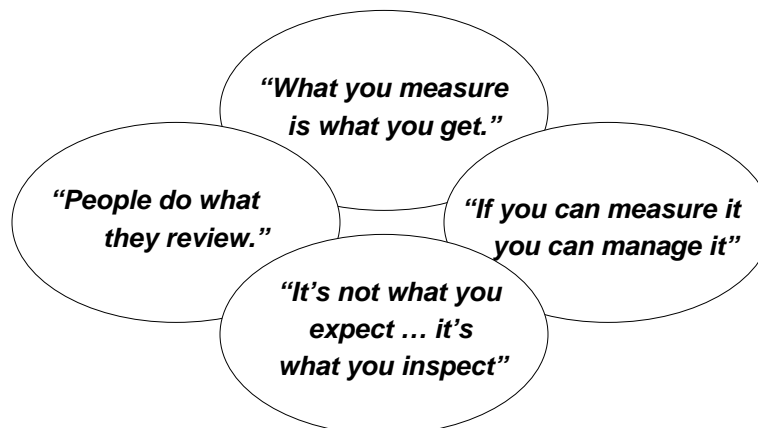 “What you measure
is what you get.”
“People do what
they review.”
“If you can measure it
you can manage it”
“It’s not what you
expect … it’s
what you inspect”